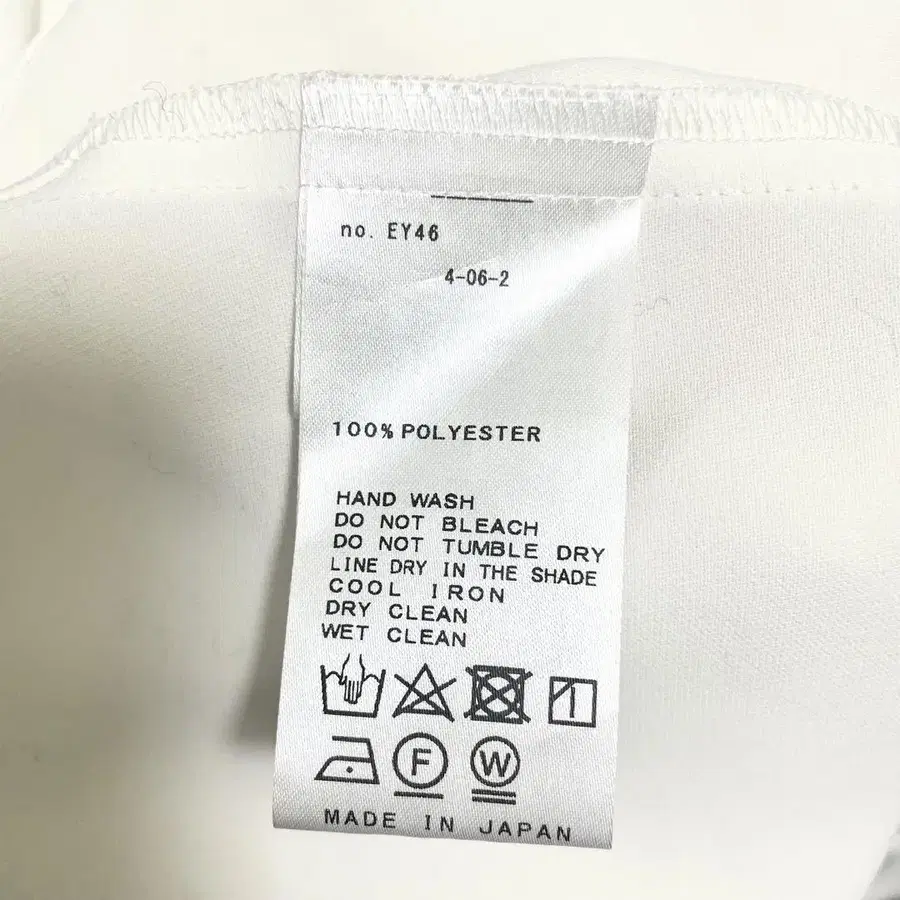 no. EY46
4-06-2
100% POLYESTER
HAND WASH
DO NOT BLEACH
DO NOT TUMBLE DRY
LINE DRY IN THE SHADE
COOL IRON
DRY CLEAN
WET CLEAN
F W
MADE IN JAPAN